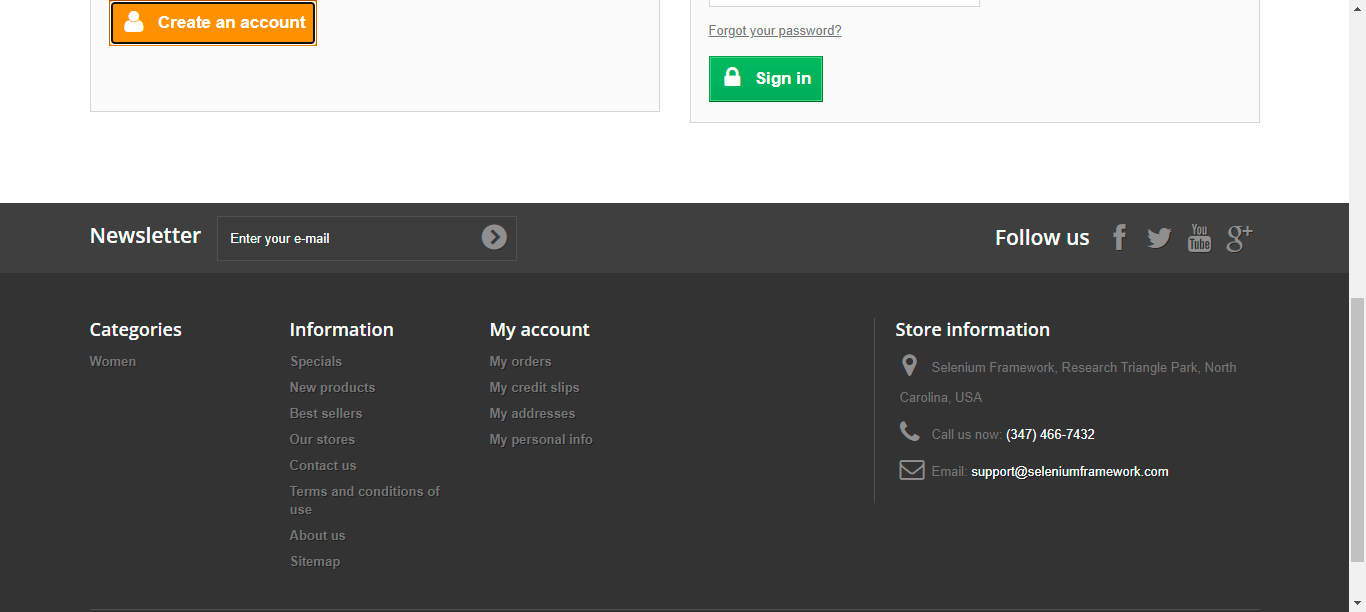 Create an account
Forgot your password?
Sign in
Newsletter
Enter your e-mail
Follow us
You
Tube
g+
Categories
Women
Information
Specials
New products
Best sellers
Our stores
Contact us
Terms and conditions of
use
About us
Sitemap
My account
My orders
My credit slips
My addresses
My personal info
Store information
Selenium Framework, Research Triangle Park, North
Carolina, USA
Call us now: (347) 466-7432
Email: support@seleniumframework.com